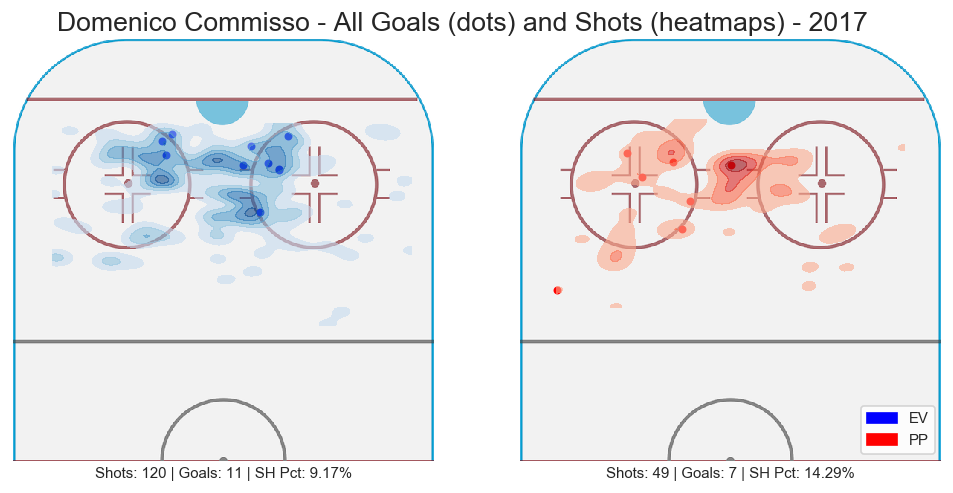 Domenico Commisso - All Goals (dots) and Shots (heatmaps) - 2017
EV
PP
Shots: 120 | Goals: 11 | SH Pct: 9.17%
Shots: 49 | Goals: 7 | SH Pct: 14.29%